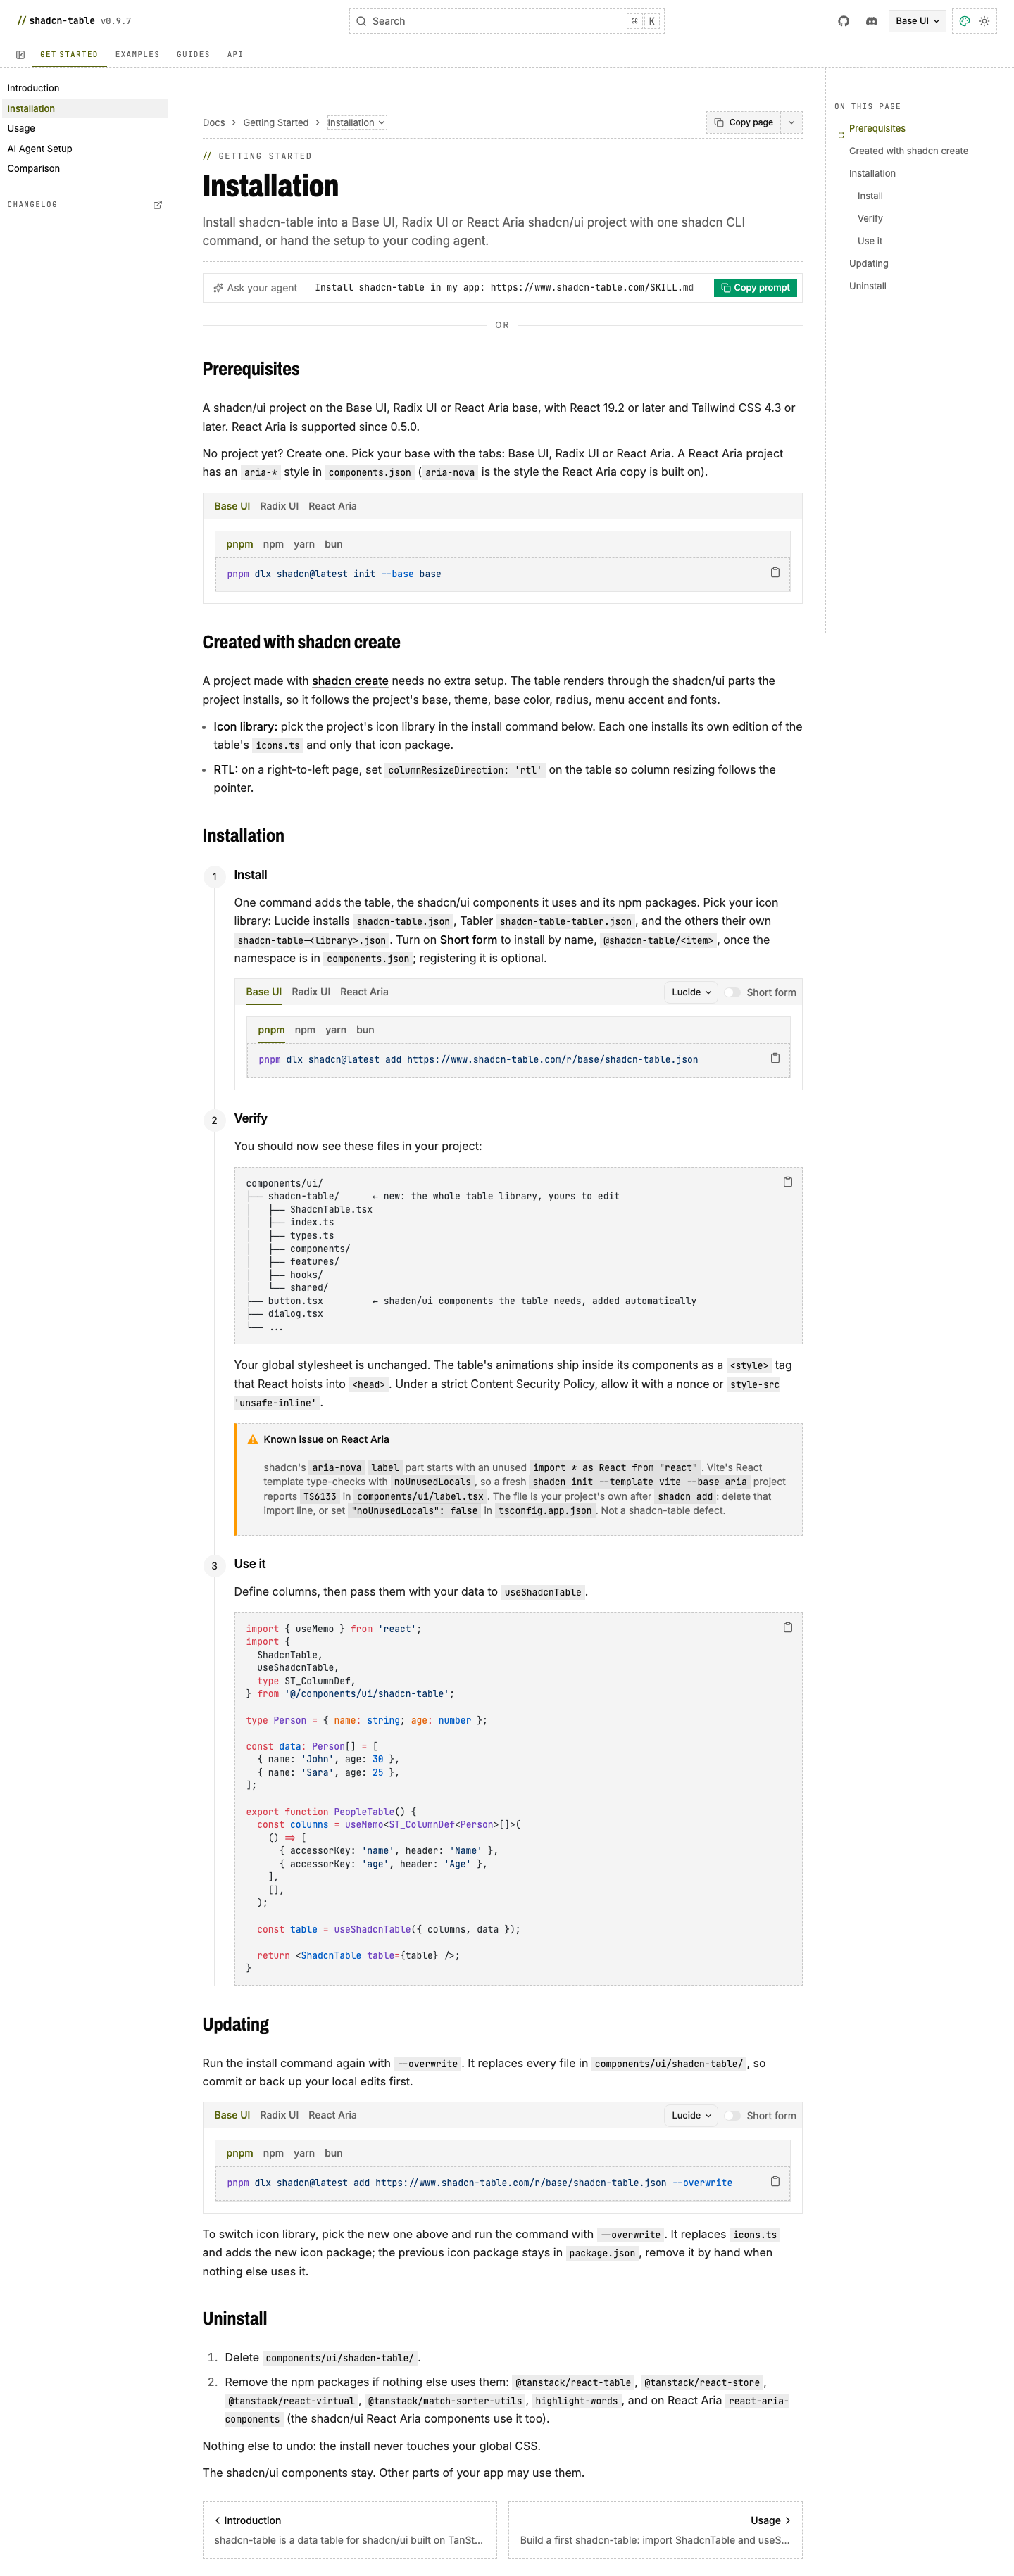 //shadcn-table v0.9.7
Search
⌘ K
Base UI
GET STARTED
EXAMPLES
GUIDES
API
Introduction
Installation
Usage
AI Agent Setup
Comparison
CHANGELOG
Docs
Getting Started
Installation
Copy page
// GETTING STARTED
Installation
Install shadcn-table into a Base UI, Radix UI or React Aria shadcn/ui project with one shadcn CLI
command, or hand the setup to your coding agent.
Ask your agent
Install shadcn-table in my app: https://www.shadcn-table.com/SKILL.md
Copy prompt
OR
Prerequisites
A shadcn/ui project on the Base UI, Radix UI or React Aria base, with React 19.2 or later and Tailwind CSS 4.3 or
later. React Aria is supported since 0.5.0.
No project yet? Create one. Pick your base with the tabs: Base UI, Radix UI or React Aria. A React Aria project
has an aria-* style in components.json (aria-nova is the style the React Aria copy is built on).
Base UI Radix UI React Aria
pnpm npm yarn bun
pnpm dlx shadcn@latest init --base base
Created with shadcn create
A project made with shadcn create needs no extra setup. The table renders through the shadcn/ui parts the
project installs, so it follows the project's base, theme, base color, radius, menu accent and fonts.
• Icon library: pick the project's icon library in the install command below. Each one installs its own edition of the
table's icons.ts and only that icon package.
• RTL: on a right-to-left page, set columnResizeDirection: 'rtl' on the table so column resizing follows the
pointer.
Installation
1
Install
One command adds the table, the shadcn/ui components it uses and its npm packages. Pick your icon
library: Lucide installs shadcn-table.json, Tabler shadcn-table-tabler.json, and the others their own
shadcn-table-<library>.json. Turn on Short form to install by name, @shadcn-table/<item>, once the
namespace is in components.json; registering it is optional.
Base UI Radix UI React Aria
Lucide
Short form
pnpm npm yarn bun
pnpm dlx shadcn@latest add https://www.shadcn-table.com/r/base/shadcn-table.json
2
Verify
You should now see these files in your project:
components/ui/
├── shadcn-table/      ← new: the whole table library, yours to edit
│   ├── ShadcnTable.tsx
│   ├── index.ts
│   ├── types.ts
│   ├── components/
│   ├── features/
│   ├── hooks/
│   └── shared/
├── button.tsx         ← shadcn/ui components the table needs, added automatically
├── dialog.tsx
└── ...
Your global stylesheet is unchanged. The table's animations ship inside its components as a <style> tag
that React hoists into <head>. Under a strict Content Security Policy, allow it with a nonce or style-src
'unsafe-inline'.
Known issue on React Aria
shadcn's aria-nova label part starts with an unused import * as React from "react". Vite's React
template type-checks with noUnusedLocals, so a fresh shadcn init --template vite --base aria project
reports TS6133 in components/ui/label.tsx. The file is your project's own after shadcn add: delete that
import line, or set "noUnusedLocals": false in tsconfig.app.json. Not a shadcn-table defect.
3
Use it
Define columns, then pass them with your data to useShadcnTable.
import { useMemo } from 'react';
import {
  ShadcnTable,
  useShadcnTable,
  type ST_ColumnDef,
} from '@/components/ui/shadcn-table';
type Person = { name: string; age: number };
const data: Person[] = [
  { name: 'John', age: 30 },
  { name: 'Sara', age: 25 },
];
export function PeopleTable() {
  const columns = useMemo<ST_ColumnDef<Person>[]>(
    () => [
      { accessorKey: 'name', header: 'Name' },
      { accessorKey: 'age', header: 'Age' },
    ],
    [],
  );
  const table = useShadcnTable({ columns, data });
  return <ShadcnTable table={table} />;
}
Updating
Run the install command again with --overwrite. It replaces every file in components/ui/shadcn-table/, so
commit or back up your local edits first.
Base UI Radix UI React Aria
Lucide
Short form
pnpm npm yarn bun
pnpm dlx shadcn@latest add https://www.shadcn-table.com/r/base/shadcn-table.json --overwrite
To switch icon library, pick the new one above and run the command with --overwrite. It replaces icons.ts
and adds the new icon package; the previous icon package stays in package.json, remove it by hand when
nothing else uses it.
Uninstall
1. Delete components/ui/shadcn-table/.
2. Remove the npm packages if nothing else uses them: @tanstack/react-table, @tanstack/react-store,
@tanstack/react-virtual, @tanstack/match-sorter-utils, highlight-words, and on React Aria react-aria-
components (the shadcn/ui React Aria components use it too).
Nothing else to undo: the install never touches your global CSS.
The shadcn/ui components stay. Other parts of your app may use them.
Introduction
shadcn-table is a data table for shadcn/ui built on TanSt...
Usage
Build a first shadcn-table: import ShadcnTable and useS...
ON THIS PAGE
Prerequisites
Created with shadcn create
Installation
Install
Verify
Use it
Updating
Uninstall